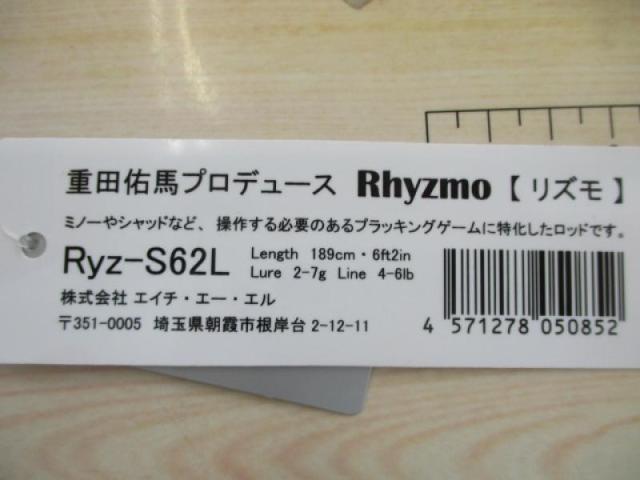 重田佑馬プロデュース Rhyzmo 【リズモ】
ミノーやシャッドなど、操作する必要のあるプラッキングゲームに特化したロッドです。
Ryz-S62L
Length 189cm・6ft2in
Lure 2-7g Line 4-6lb
株式会社 エイチ・エー・エル
〒351-0005 埼玉県朝霞市根岸台 2-12-11
4 571278 050852